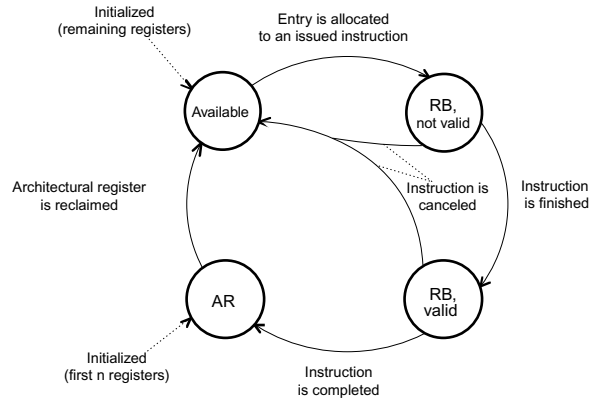 Initialized
(remaining registers)
Entry is allocated
to an issued instruction
Available
RB,
not valid
Architectural register
is reclaimed
Instruction is
canceled
Instruction
is finished
AR
RB,
valid
Initialized
(first n registers)
Instruction
is completed